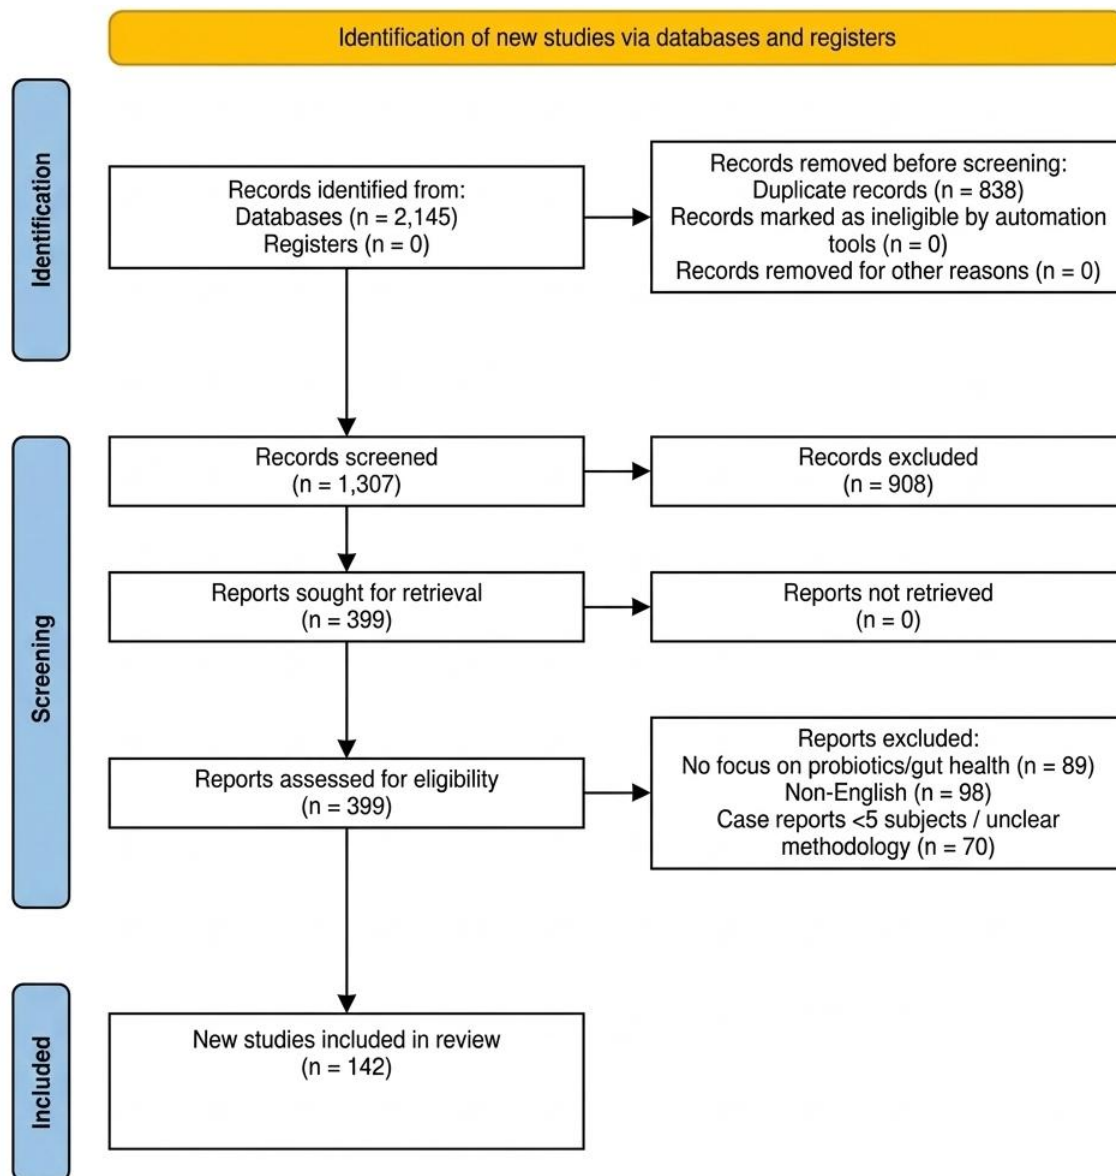 Identification of new studies via databases and registers
Identification
Records identified from:
Databases (n = 2,145)
Registers (n = 0)
Records removed before screening:
Duplicate records (n = 838)
Records marked as ineligible by automation
tools (n = 0)
Records removed for other reasons (n = 0)
Screening
Records screened
(n = 1,307)
Records excluded
(n = 908)
Reports sought for retrieval
(n = 399)
Reports not retrieved
(n = 0)
Reports assessed for eligibility
(n = 399)
Reports excluded:
No focus on probiotics/gut health (n = 89)
Non-English (n = 98)
Case reports <5 subjects / unclear
methodology (n = 70)
Included
New studies included in review
(n = 142)